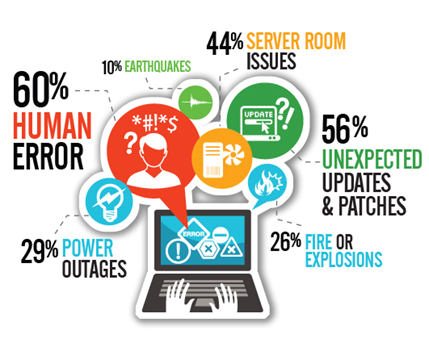 44% SERVER ROOM
ISSUES
10% EARTHQUAKES
60%
HUMAN
ERROR
*#!*$
?
UPDATE
?!
56%
UNEXPECTED
UPDATES
& PATCHES
29% POWER
OUTAGES
ERROR
!
X
X
26% FIRE OR
EXPLOSIONS